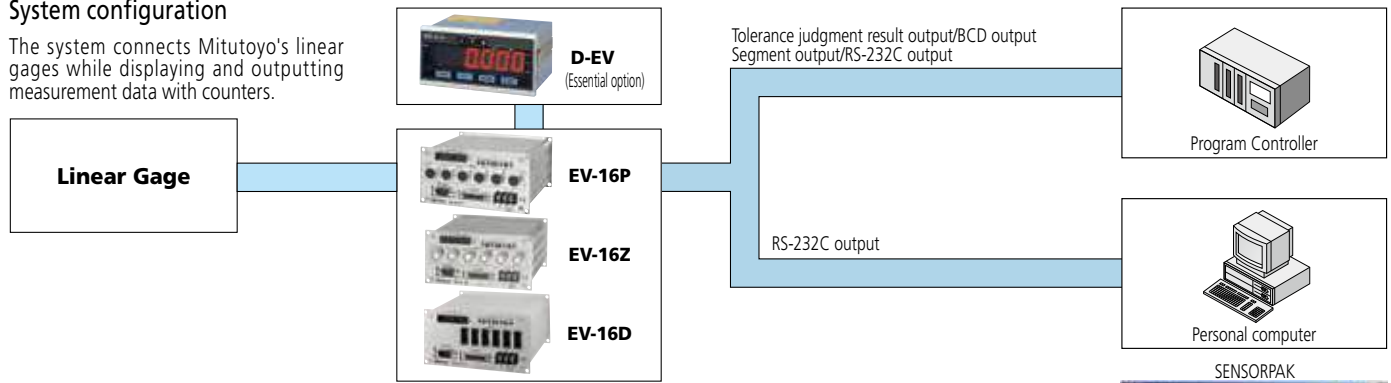 System configuration
The system connects Mitutoyo's linear
gages while displaying and outputting
measurement data with counters.
Linear Gage
0.000
D-EV
(Essential option)
EV-16P
EV-16Z
EV-16D
Tolerance judgment result output/BCD output
Segment output/RS-232C output
RS-232C output
Program Controller
Personal computer
SENSORPAK